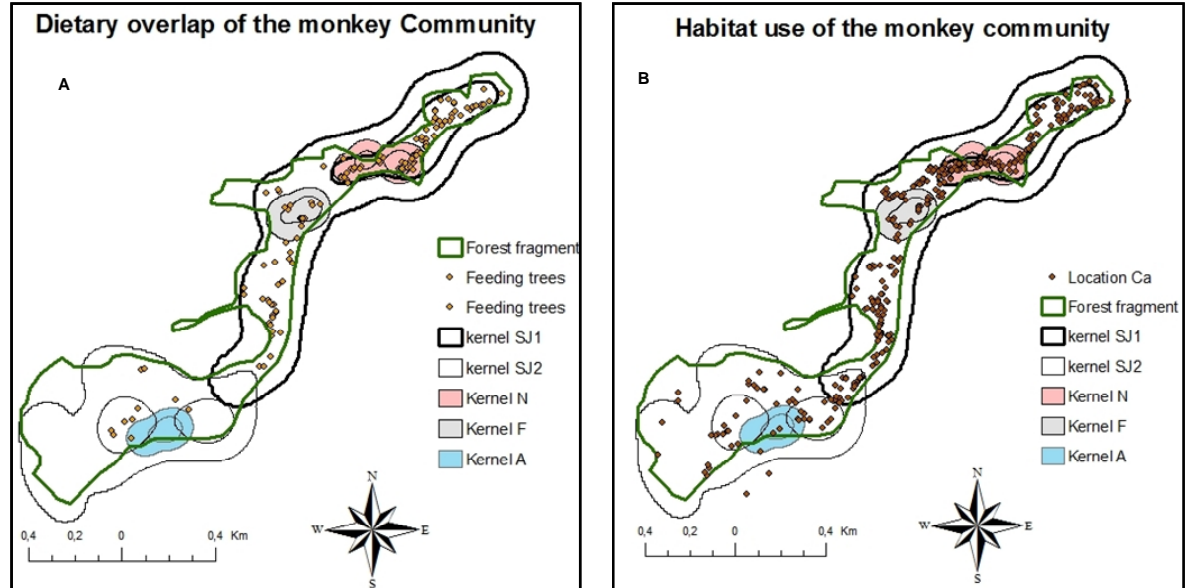 Dietary overlap of the monkey Community
A
Forest fragment
Feeding trees
Feeding trees
kernel SJ1
kernel SJ2
Kernel N
Kernel F
Kernel A
N
W
E
S
0,4 0,2 0 0,4 Km
Habitat use of the monkey community
B
Location Ca
Forest fragment
kernel SJ1
kernel SJ2
Kernel N
Kernel F
Kernel A
N
W
E
S
0,4 0,2 0 0,4 Km